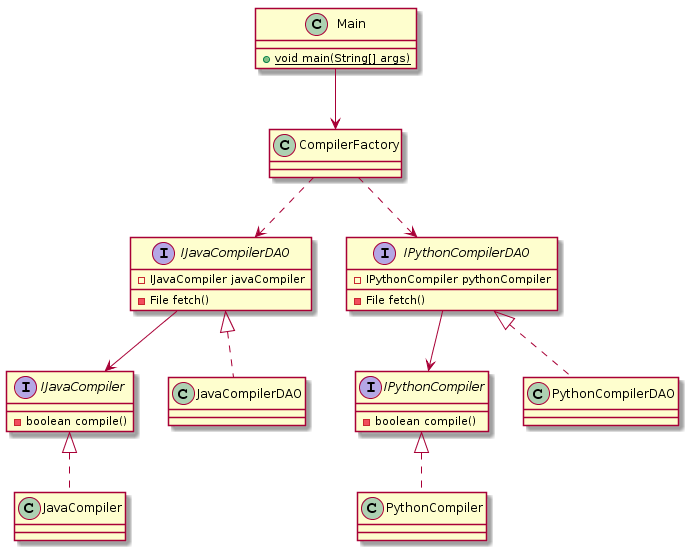 C Main
void main(String[] args)
C CompilerFactory
I IJavaCompilerDAO
IJavaCompiler javaCompiler
File fetch()
I IPythonCompilerDAO
IPythonCompiler pythonCompiler
File fetch()
I IJavaCompiler
boolean compile()
C JavaCompilerDAO
I IPythonCompiler
boolean compile()
C PythonCompilerDAO
C JavaCompiler
C PythonCompiler